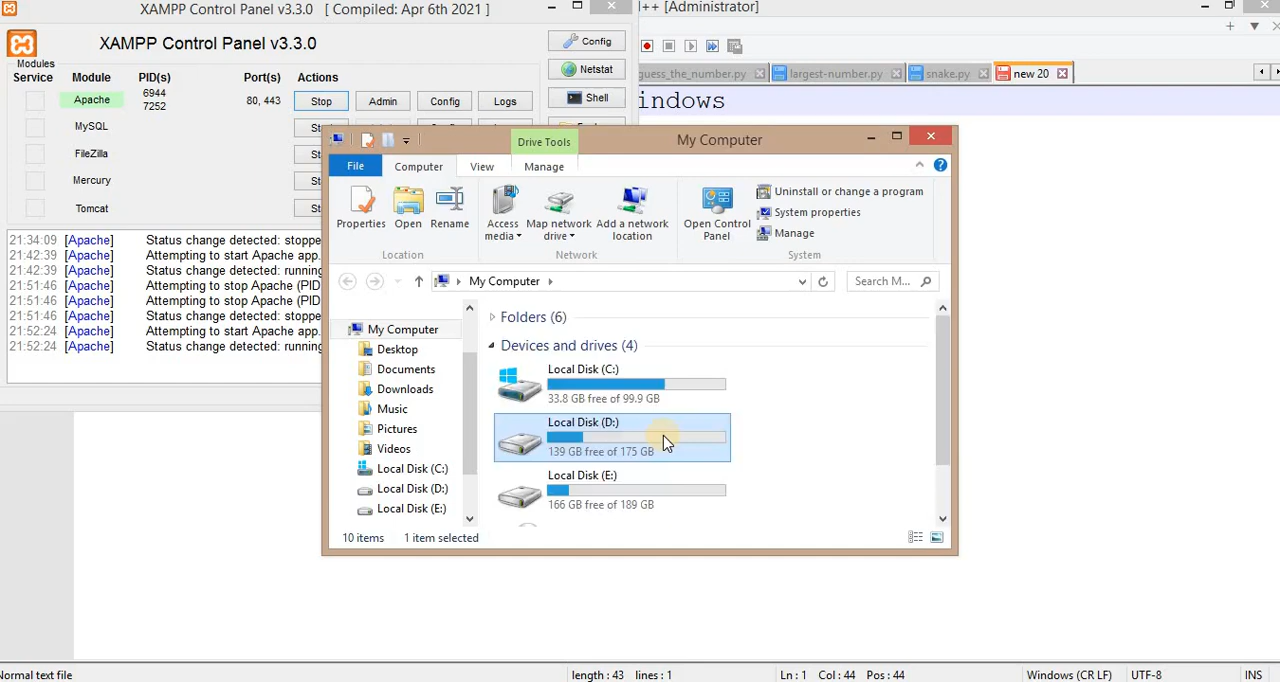 XAMPP Control Panel v3.3.0 [ Compiled: Apr 6th 2021 ]
l++ [Administrator]
XAMPP Control Panel v3.3.0
Config
Modules
Service Module PID(s) Port(s) Actions
Netstat
Apache 6944 7252 80, 443 Stop Admin Config Logs
Shell
MySQL
FileZilla
Mercury
Tomcat
guess_the_number.py largest-number.py snake.py new 20
indows
Drive Tools
My Computer
File Computer View Manage
Properties Open Rename
Access media Map network drive Add a network location
Open Control Panel
Uninstall or change a program
System properties
Manage
Location Network System
My Computer
Search M...
21:34:09 [Apache] Status change detected: stoppe
21:42:39 [Apache] Attempting to start Apache app.
21:42:39 [Apache] Status change detected: running
21:51:46 [Apache] Attempting to stop Apache (PID
21:51:46 [Apache] Attempting to stop Apache (PID
21:51:46 [Apache] Status change detected: stoppe
21:52:24 [Apache] Attempting to start Apache app.
21:52:24 [Apache] Status change detected: running
My Computer
Desktop
Documents
Downloads
Music
Pictures
Videos
Local Disk (C:)
Local Disk (D:)
Local Disk (E:)
Folders (6)
Devices and drives (4)
Local Disk (C:)
33.8 GB free of 99.9 GB
Local Disk (D:)
139 GB free of 175 GB
Local Disk (E:)
166 GB free of 189 GB
10 items 1 item selected
Normal text file length : 43 lines : 1 Ln : 1 Col : 44 Pos : 44 Windows (CR LF) UTF-8 INS